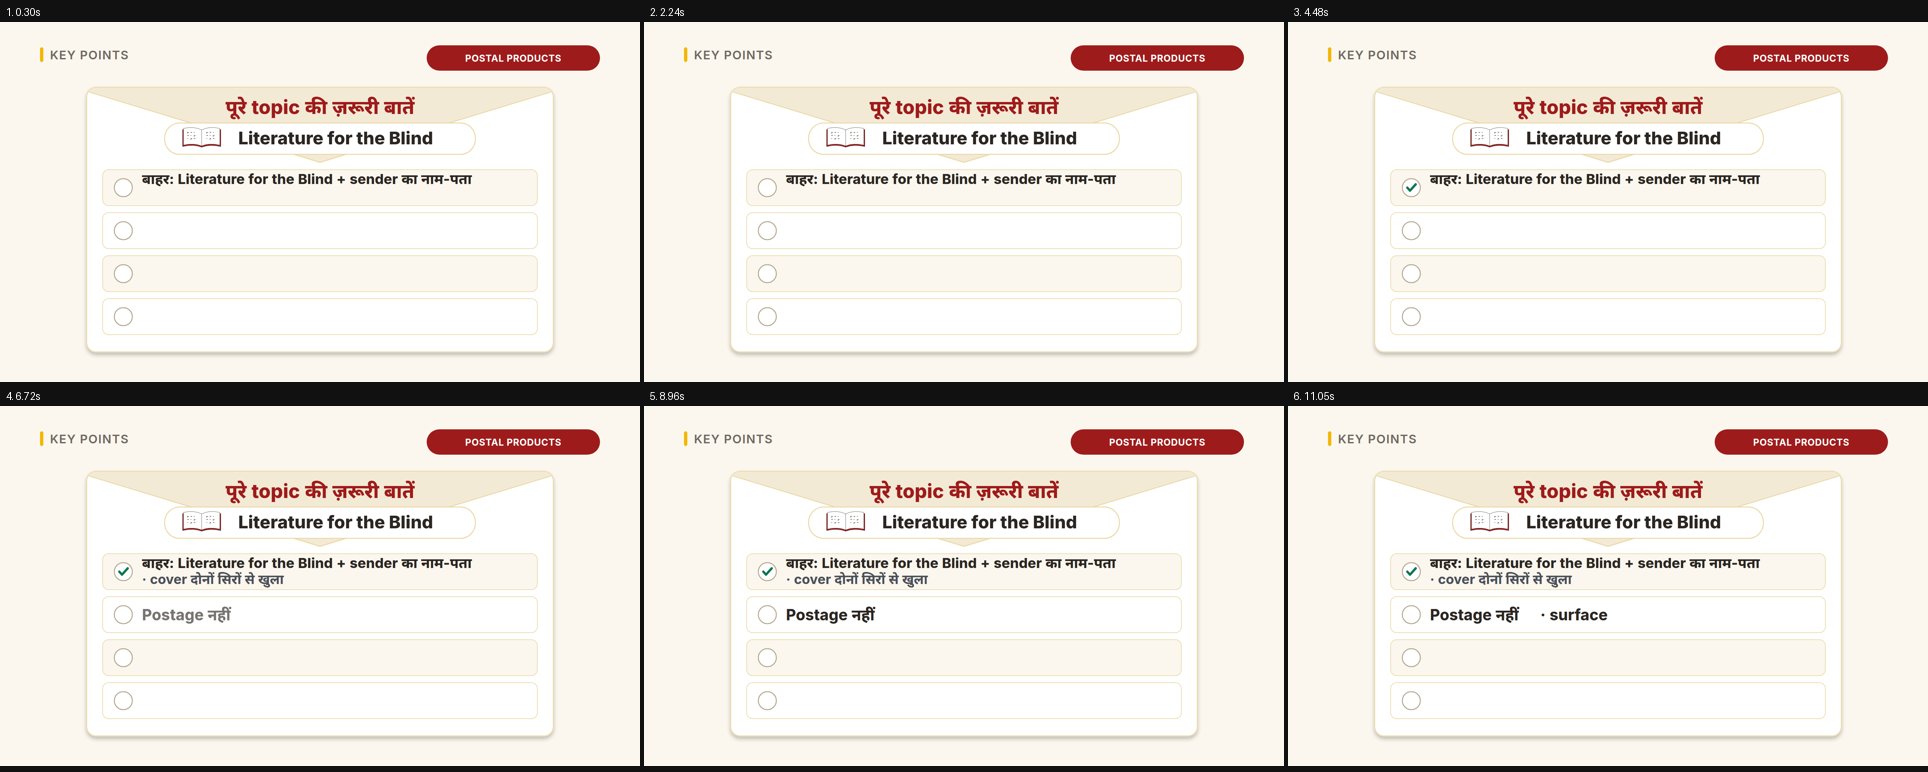 1. 0.30s
KEY POINTS
POSTAL PRODUCTS
पूरे topic की ज़रूरी बातें
Literature for the Blind
बाहर: Literature for the Blind + sender का नाम-पता
2. 2.24s
KEY POINTS
POSTAL PRODUCTS
पूरे topic की ज़रूरी बातें
Literature for the Blind
बाहर: Literature for the Blind + sender का नाम-पता
3. 4.48s
KEY POINTS
POSTAL PRODUCTS
पूरे topic की ज़रूरी बातें
Literature for the Blind
बाहर: Literature for the Blind + sender का नाम-पता
4. 6.72s
KEY POINTS
POSTAL PRODUCTS
पूरे topic की ज़रूरी बातें
Literature for the Blind
बाहर: Literature for the Blind + sender का नाम-पता
· cover दोनों सिरों से खुला
Postage नहीं
5. 8.96s
KEY POINTS
POSTAL PRODUCTS
पूरे topic की ज़रूरी बातें
Literature for the Blind
बाहर: Literature for the Blind + sender का नाम-पता
· cover दोनों सिरों से खुला
Postage नहीं
6. 11.05s
KEY POINTS
POSTAL PRODUCTS
पूरे topic की ज़रूरी बातें
Literature for the Blind
बाहर: Literature for the Blind + sender का नाम-पता
· cover दोनों सिरों से खुला
Postage नहीं · surface